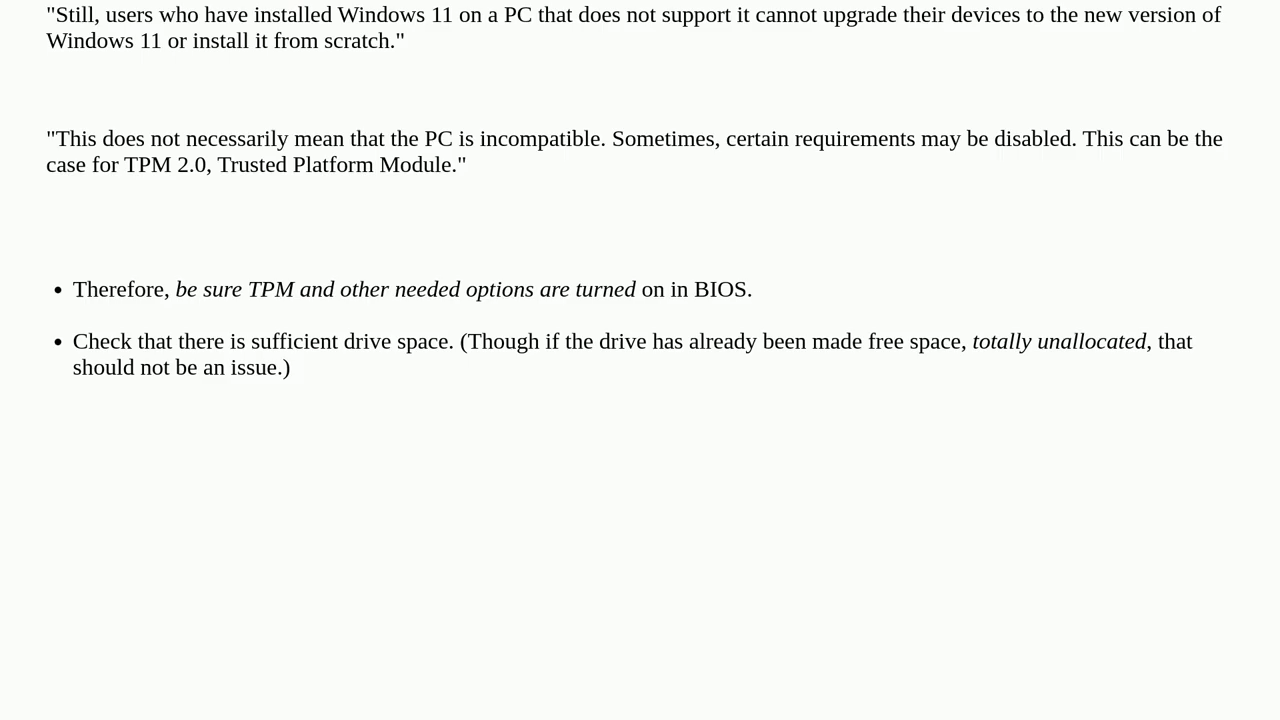 "Still, users who have installed Windows 11 on a PC that does not support it cannot upgrade their devices to the new version of
Windows 11 or install it from scratch."
"This does not necessarily mean that the PC is incompatible. Sometimes, certain requirements may be disabled. This can be the
case for TPM 2.0, Trusted Platform Module."
• Therefore, be sure TPM and other needed options are turned on in BIOS.
• Check that there is sufficient drive space. (Though if the drive has already been made free space, totally unallocated, that
should not be an issue.)